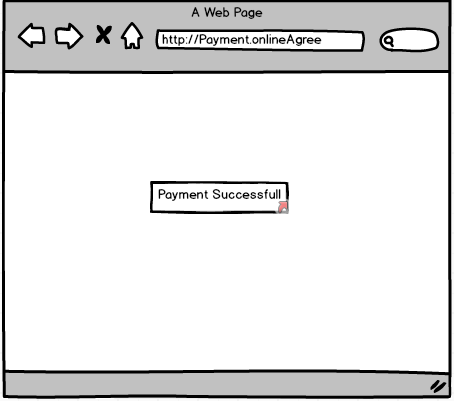 A Web Page
http://Payment.onlineAgree
Payment Successfull